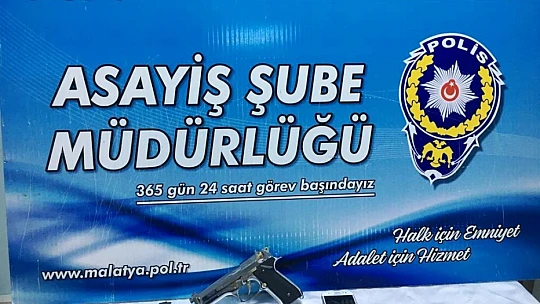 POLİS
ASAYİŞ ŞUBE
MÜDÜRLÜĞÜ
365 gün 24 saat görev başındayız
Halk için Emniyet
Adalet için Hizmet
www.malatya.pol.tr